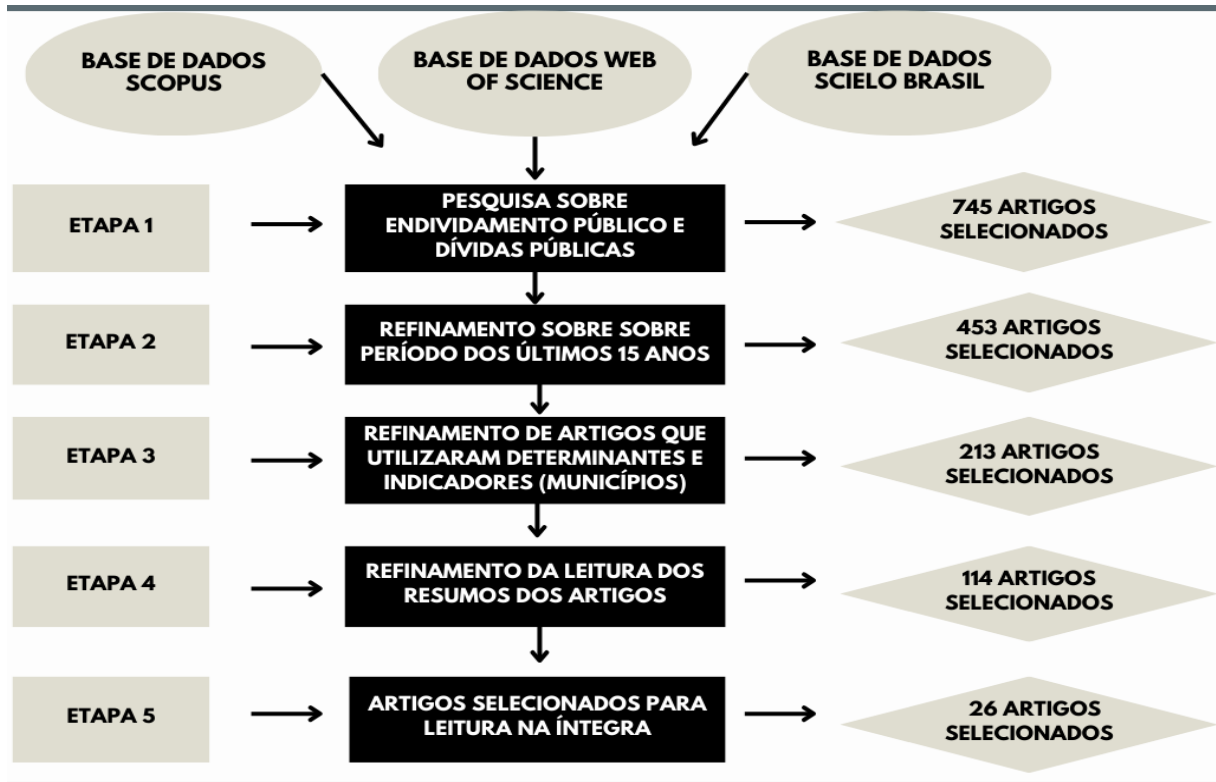 BASE DE DADOS
SCOPUS
BASE DE DADOS WEB
OF SCIENCE
BASE DE DADOS
SCIELO BRASIL
ETAPA 1
PESQUISA SOBRE
ENDIVIDAMENTO PÚBLICO E
DÍVIDAS PÚBLICAS
745 ARTIGOS
SELECIONADOS
ETAPA 2
REFINAMENTO SOBRE SOBRE
PERÍODO DOS ÚLTIMOS 15 ANOS
453 ARTIGOS
SELECIONADOS
ETAPA 3
REFINAMENTO DE ARTIGOS QUE
UTILIZARAM DETERMINANTES E
INDICADORES (MUNICÍPIOS)
213 ARTIGOS
SELECIONADOS
ETAPA 4
REFINAMENTO DA LEITURA DOS
RESUMOS DOS ARTIGOS
114 ARTIGOS
SELECIONADOS
ETAPA 5
ARTIGOS SELECIONADOS PARA
LEITURA NA ÍNTEGRA
26 ARTIGOS
SELECIONADOS